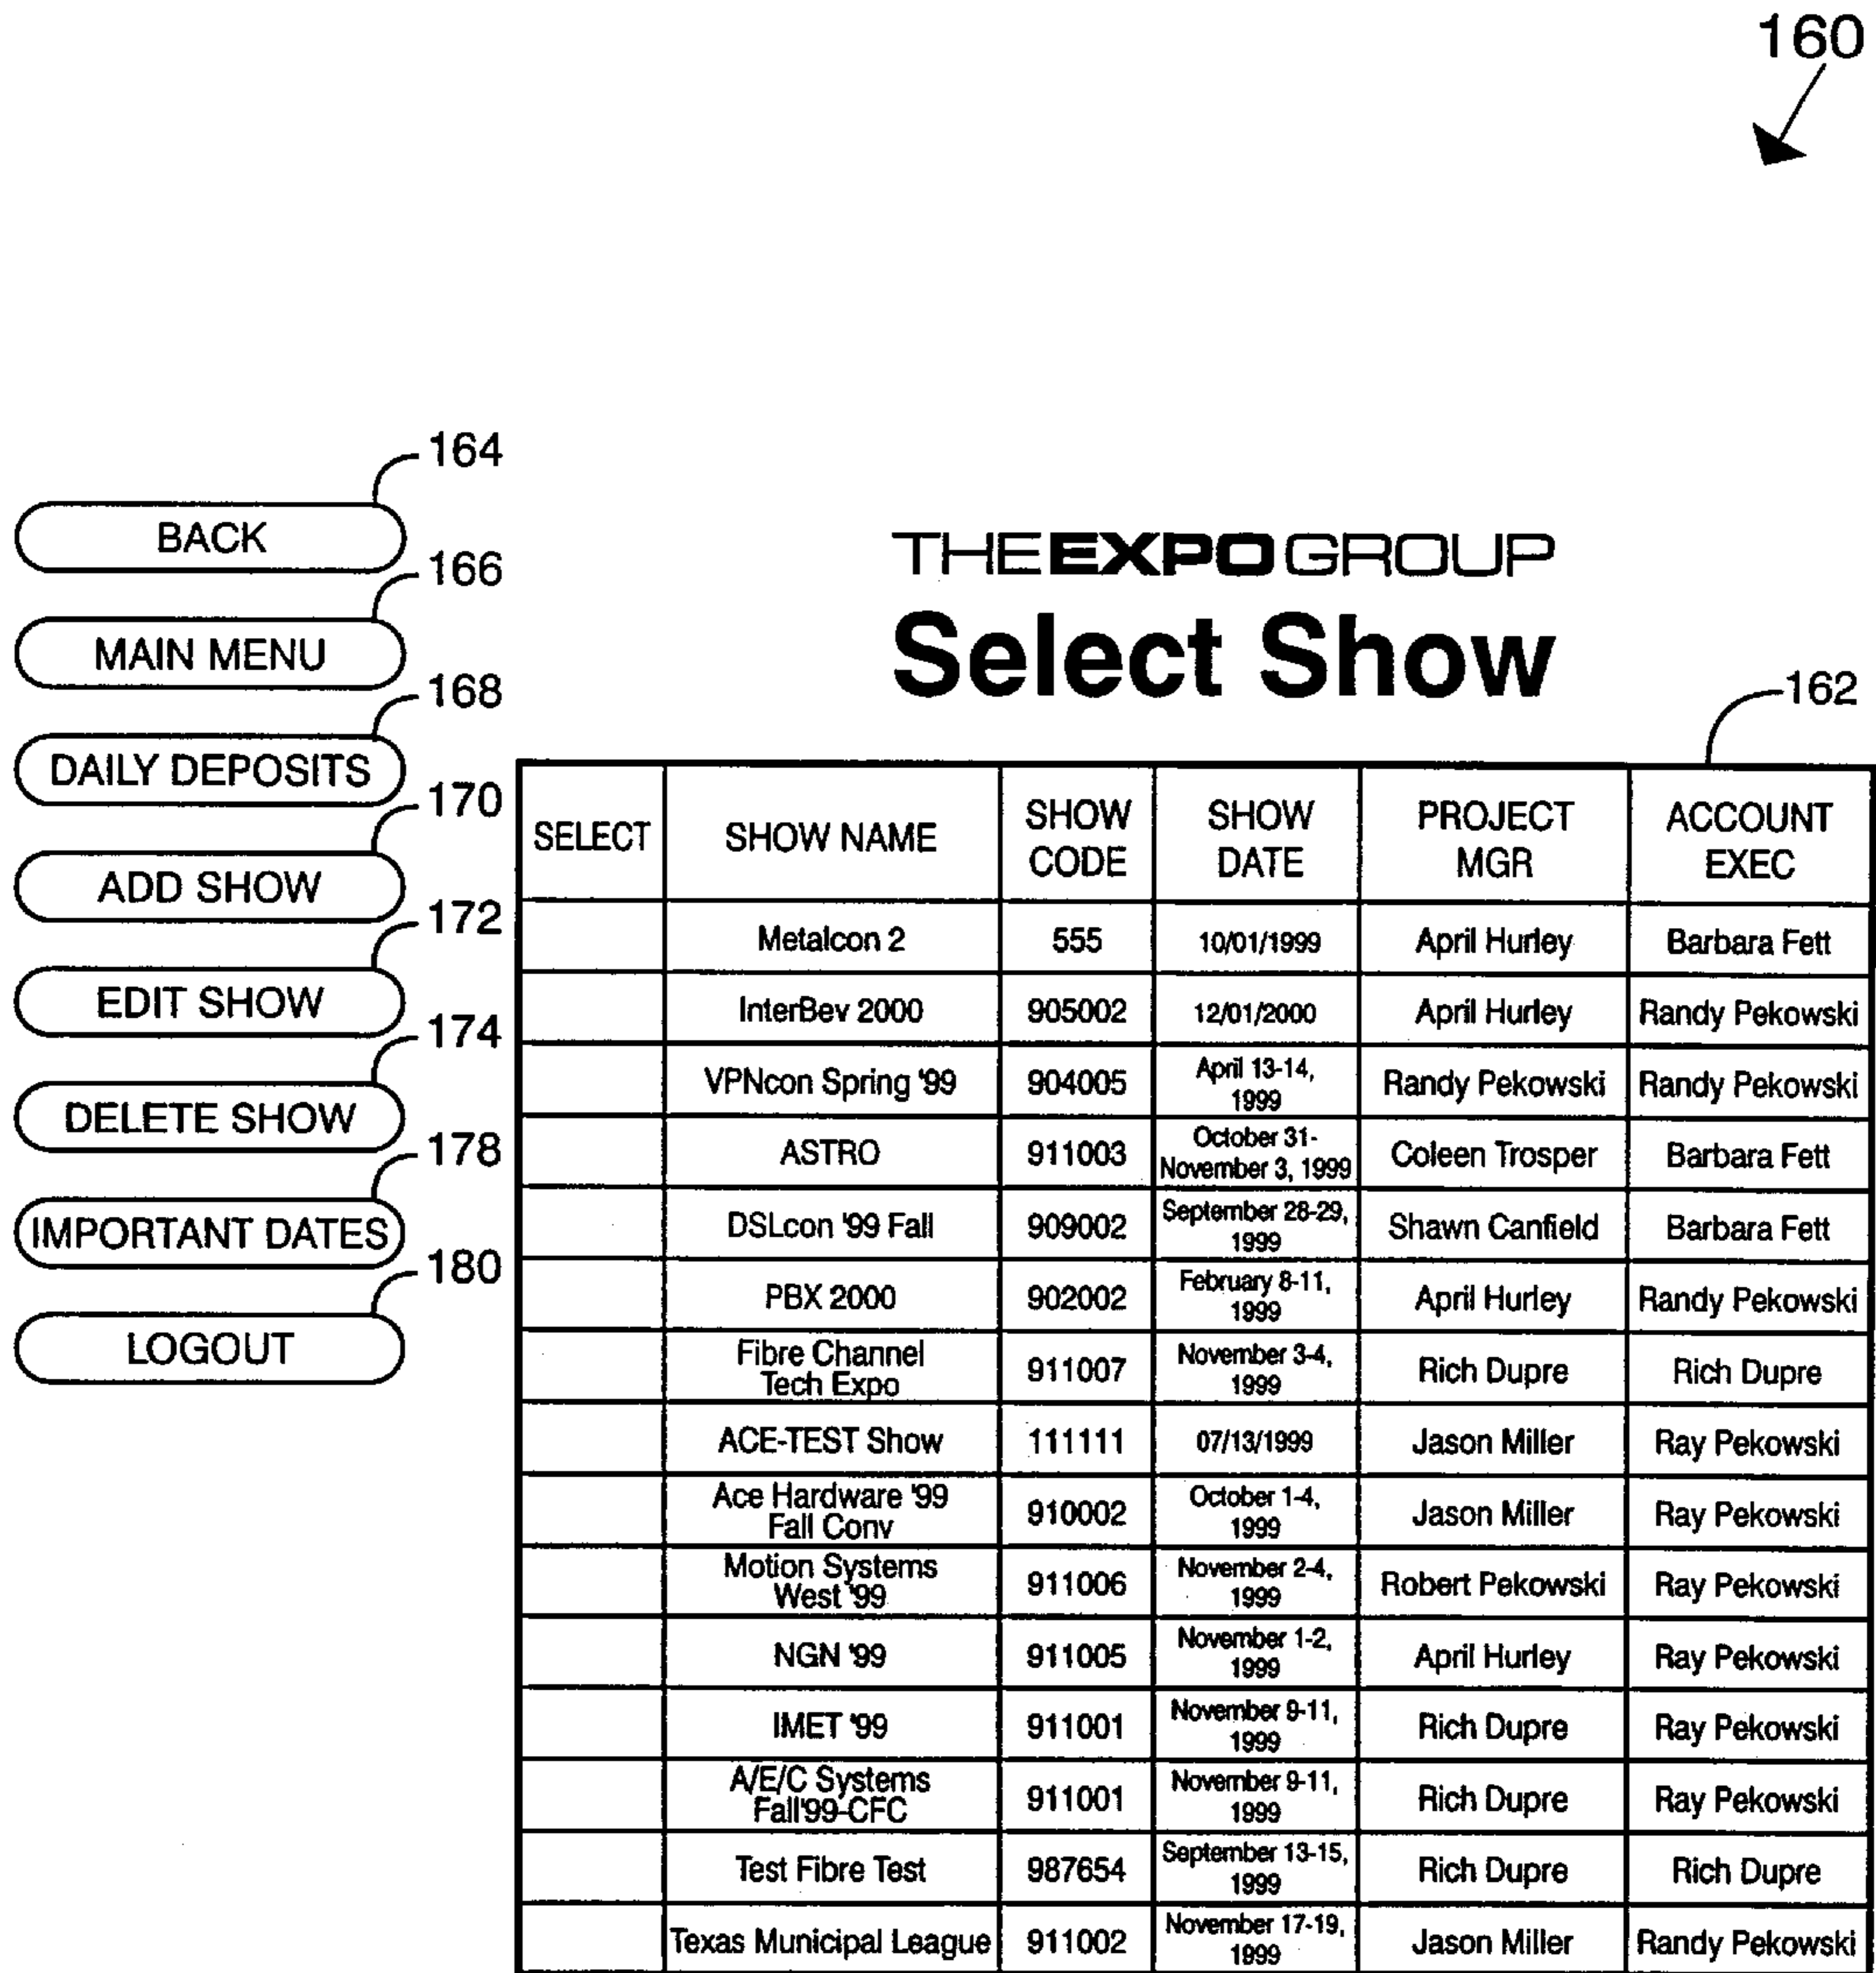 160
164
BACK
166
MAIN MENU
168
DAILY DEPOSITS
170
ADD SHOW
172
EDIT SHOW
174
DELETE SHOW
178
IMPORTANT DATES
180
LOGOUT
THE EXPO GROUP
Select Show
162
SELECT SHOW NAME SHOW CODE SHOW DATE PROJECT MGR ACCOUNT EXEC
Metalcon 2 555 10/01/1999 April Hurley Barbara Fett
InterBev 2000 905002 12/01/2000 April Hurley Randy Pekowski
VPNcon Spring '99 904005 April 13-14, 1999 Randy Pekowski Randy Pekowski
ASTRO 911003 October 31- November 3, 1999 Coleen Trosper Barbara Fett
DSLcon '99 Fall 909002 September 28-29, 1999 Shawn Canfield Barbara Fett
PBX 2000 902002 February 8-11, 1999 April Hurley Randy Pekowski
Fibre Channel Tech Expo 911007 November 3-4, 1999 Rich Dupre Rich Dupre
ACE-TEST Show 111111 07/13/1999 Jason Miller Ray Pekowski
Ace Hardware '99 Fall Conv 910002 October 1-4, 1999 Jason Miller Ray Pekowski
Motion Systems West '99 911006 November 2-4, 1999 Robert Pekowski Ray Pekowski
NGN '99 911005 November 1-2, 1999 April Hurley Ray Pekowski
IMET '99 911001 November 9-11, 1999 Rich Dupre Ray Pekowski
A/E/C Systems Fall'99-CFC 911001 November 9-11, 1999 Rich Dupre Ray Pekowski
Test Fibre Test 987654 September 13-15, 1999 Rich Dupre Rich Dupre
Texas Municipal League 911002 November 17-19, 1999 Jason Miller Randy Pekowski